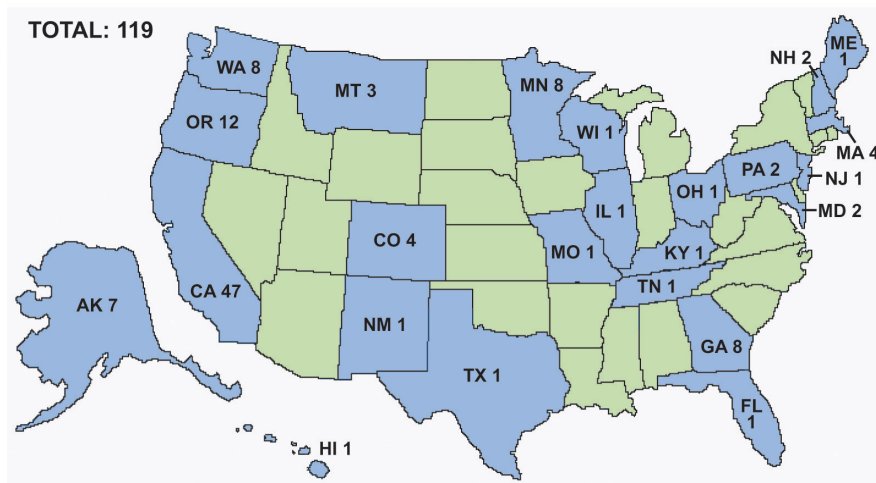 TOTAL: 119
ME
1
NH 2
WA 8
MT 3
MN 8
OR 12
WI 1
MA 4
PA 2
NJ 1
OH 1
IL 1
MD 2
CO 4
MO 1
KY 1
CA 47
TN 1
AK 7
NM 1
GA 8
TX 1
FL
1
HI 1